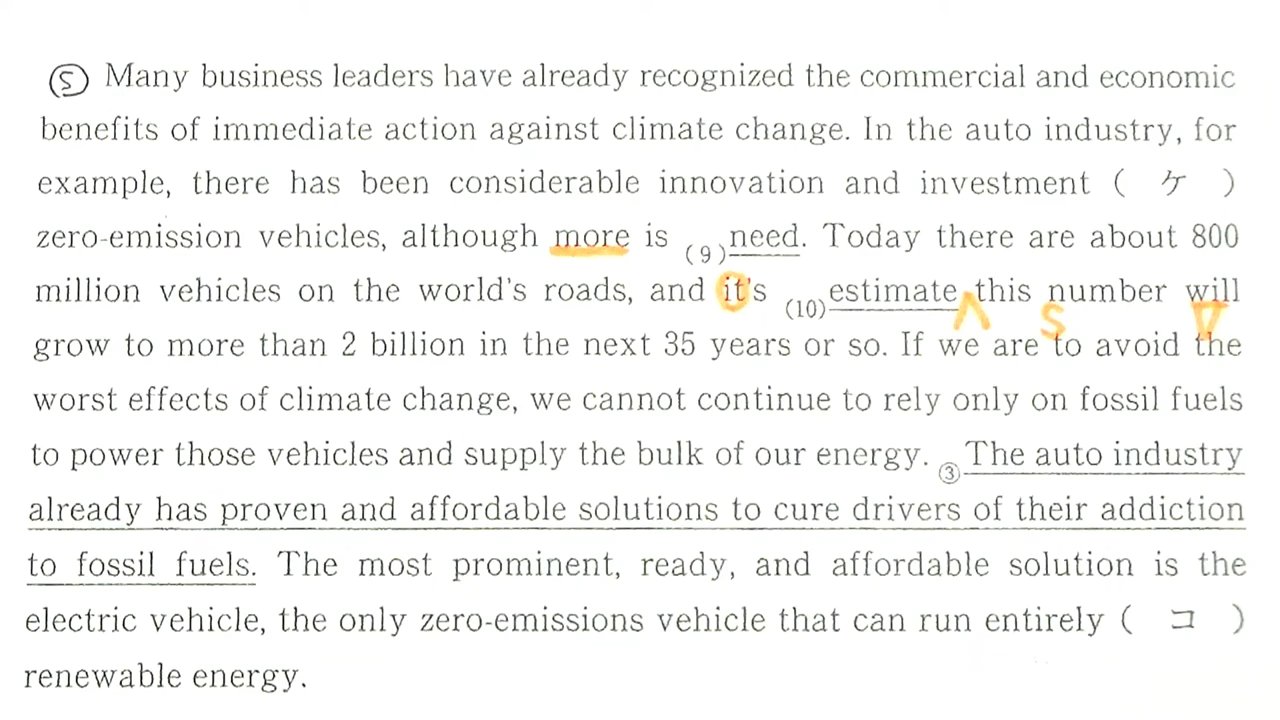 ⑤ Many business leaders have already recognized the commercial and economic
benefits of immediate action against climate change. In the auto industry, for
example, there has been considerable innovation and investment ( ケ )
zero-emission vehicles, although more is (9)need. Today there are about 800
million vehicles on the world's roads, and it's (10)estimate ∧ this number will
S V
grow to more than 2 billion in the next 35 years or so. If we are to avoid the
worst effects of climate change, we cannot continue to rely only on fossil fuels
to power those vehicles and supply the bulk of our energy. ③The auto industry
already has proven and affordable solutions to cure drivers of their addiction
to fossil fuels. The most prominent, ready, and affordable solution is the
electric vehicle, the only zero-emissions vehicle that can run entirely ( コ )
renewable energy.